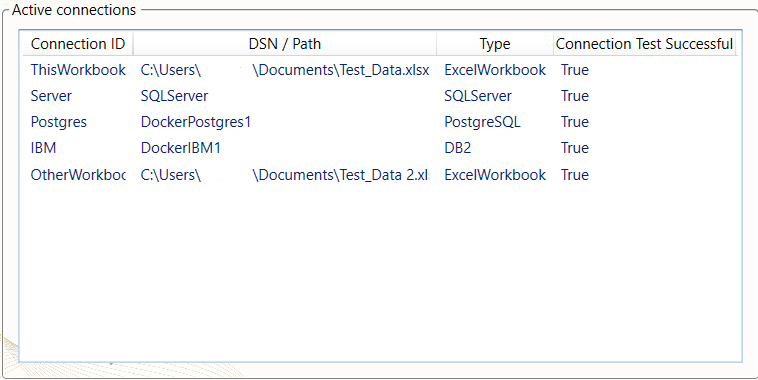 Active connections
Connection ID DSN / Path Type Connection Test Successful
ThisWorkbook C:\Users\ \Documents\Test_Data.xlsx ExcelWorkbook True
Server SQLServer SQLServer True
Postgres DockerPostgres1 PostgreSQL True
IBM DockerIBM1 DB2 True
OtherWorkboo C:\Users\ \Documents\Test_Data 2.xl ExcelWorkbook True